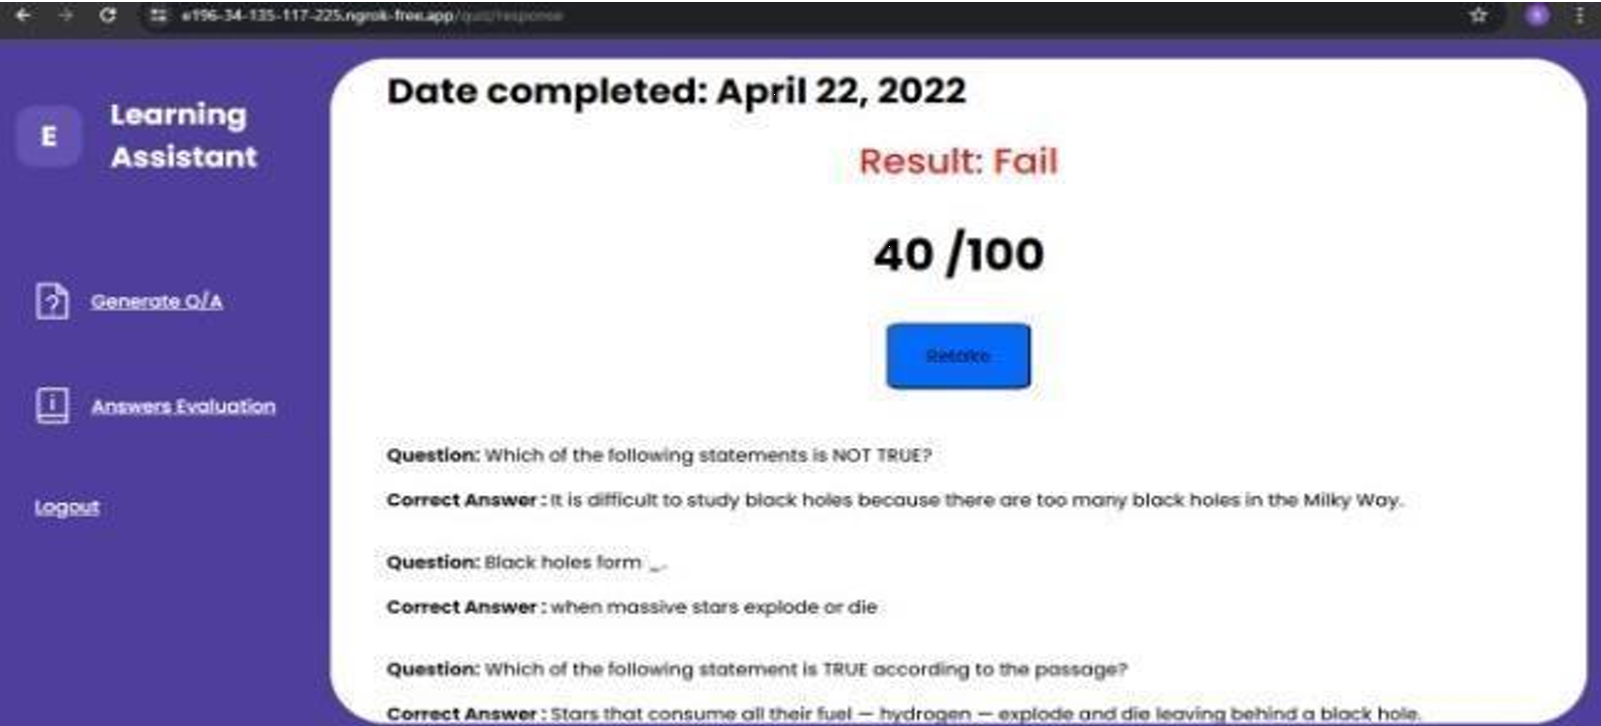 e196-34-135-117-225.ngrok-free.app/quiz/response
Date completed: April 22, 2022
E
Learning
Assistant
Result: Fail
40 /100
Generate Q/A
Retake
Answers Evaluation
Question: Which of the following statements is NOT TRUE?
Correct Answer : It is difficult to study black holes because there are too many black holes in the Milky Way.
Logout
Question: Black holes form _.
Correct Answer : when massive stars explode or die
Question: Which of the following statement is TRUE according to the passage?
Correct Answer : Stars that consume all their fuel — hydrogen — explode and die leaving behind a black hole.